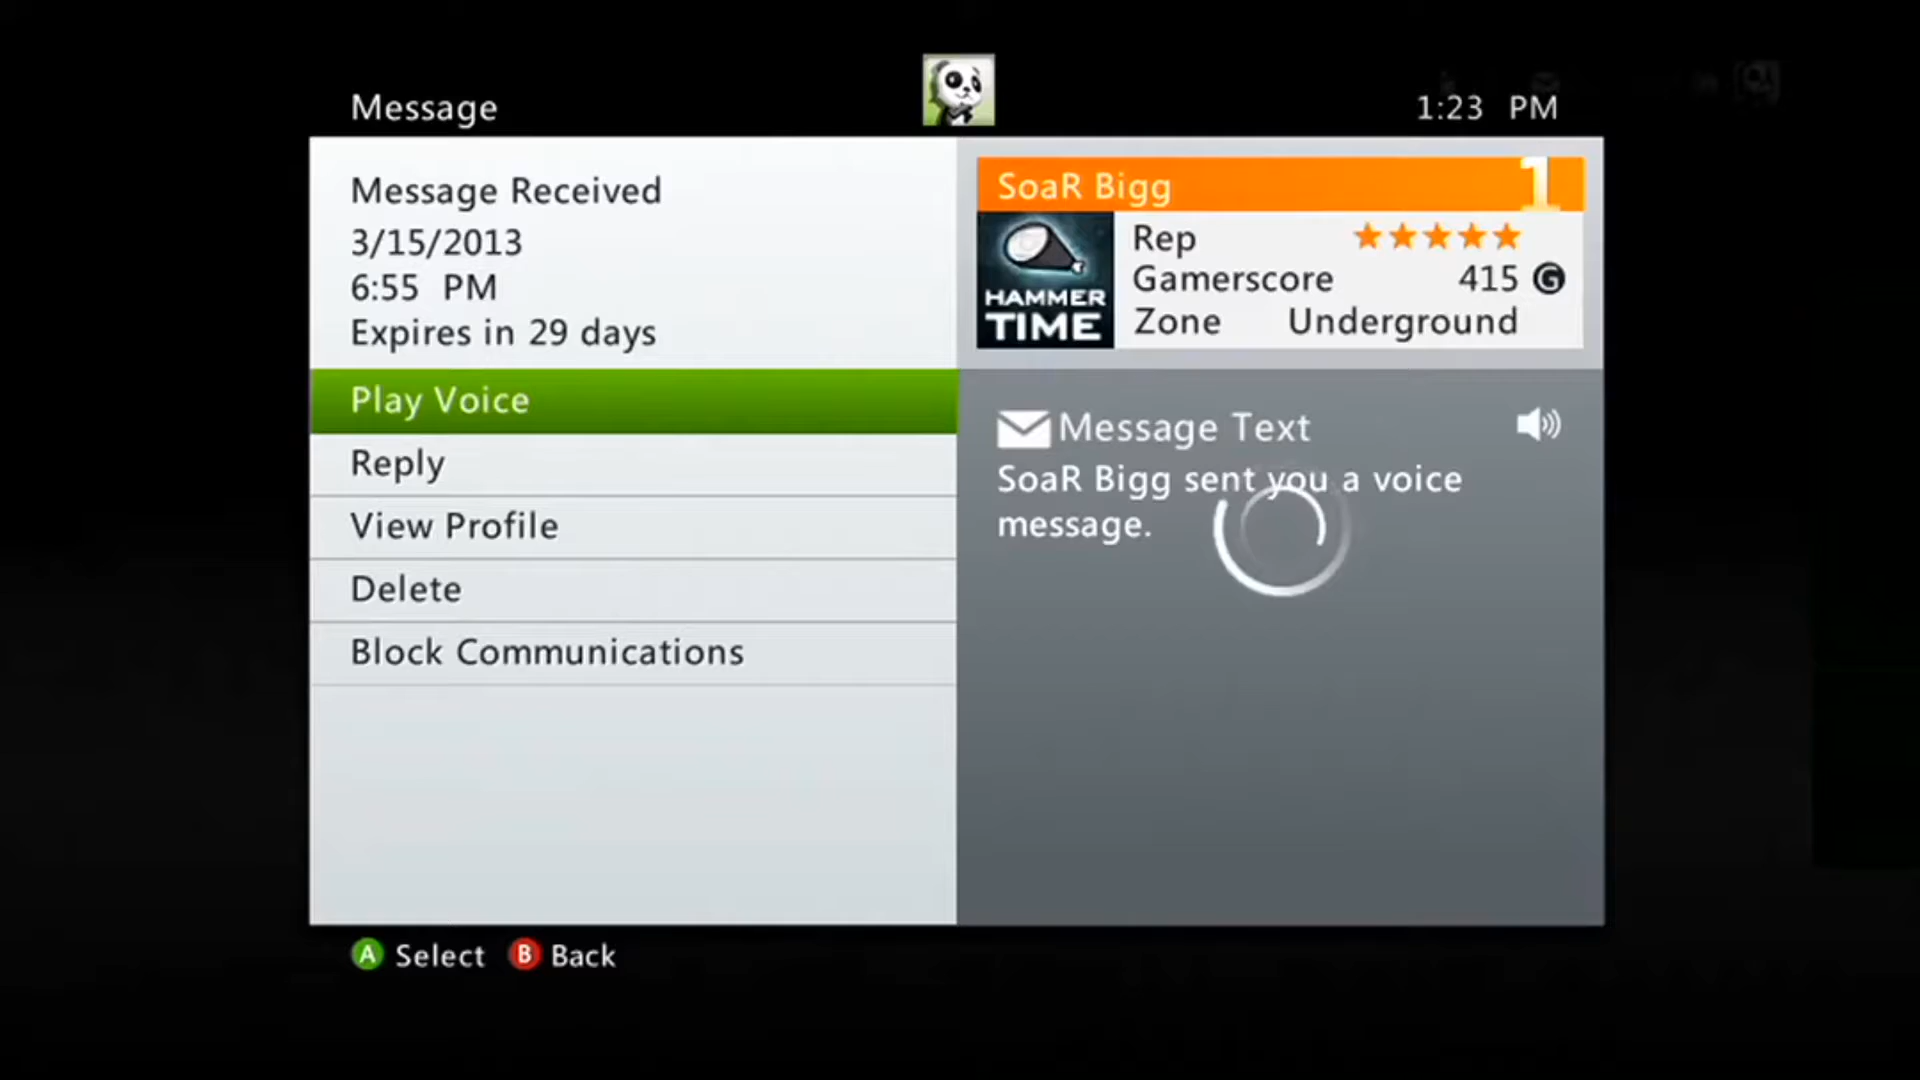 Message
1:23 PM
Message Received
3/15/2013
6:55 PM
Expires in 29 days
Play Voice
Reply
View Profile
Delete
Block Communications
SoaR Bigg 1
HAMMER
TIME
Rep
Gamerscore 415 G
Zone Underground
Message Text
SoaR Bigg sent you a voice
message.
A Select B Back